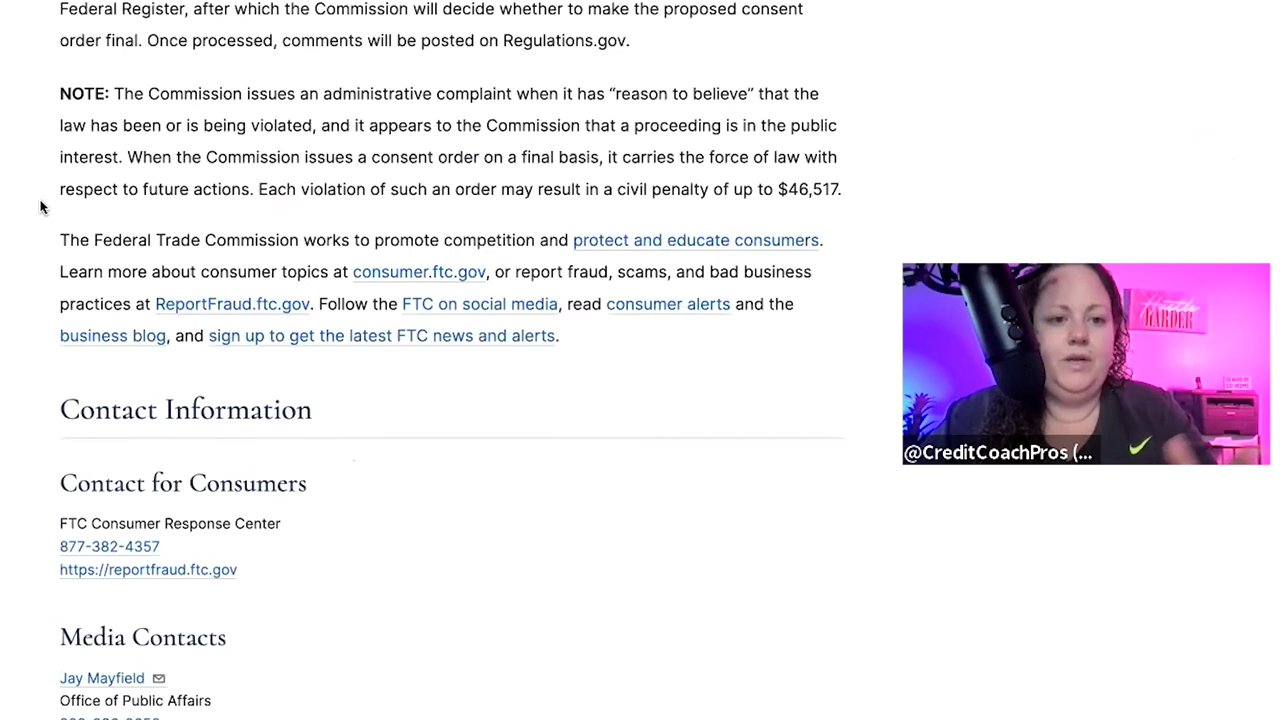 Federal Register, after which the Commission will decide whether to make the proposed consent
order final. Once processed, comments will be posted on Regulations.gov.
NOTE: The Commission issues an administrative complaint when it has “reason to believe” that the
law has been or is being violated, and it appears to the Commission that a proceeding is in the public
interest. When the Commission issues a consent order on a final basis, it carries the force of law with
respect to future actions. Each violation of such an order may result in a civil penalty of up to $46,517.
The Federal Trade Commission works to promote competition and protect and educate consumers.
Learn more about consumer topics at consumer.ftc.gov, or report fraud, scams, and bad business
practices at ReportFraud.ftc.gov. Follow the FTC on social media, read consumer alerts and the
business blog, and sign up to get the latest FTC news and alerts.
Contact Information
Contact for Consumers
FTC Consumer Response Center
877-382-4357
https://reportfraud.ftc.gov
Media Contacts
Jay Mayfield
Office of Public Affairs
HARDER
@CreditCoachPros (...